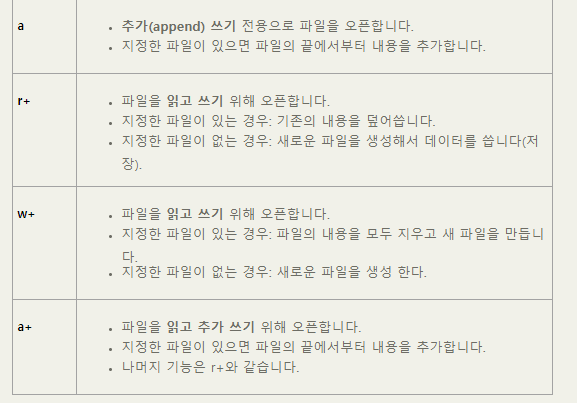 a
추가(append) 쓰기 전용으로 파일을 오픈합니다.
지정한 파일이 있으면 파일의 끝에서부터 내용을 추가합니다.
r+
파일을 읽고 쓰기 위해 오픈합니다.
지정한 파일이 있는 경우: 기존의 내용을 덮어씁니다.
지정한 파일이 없는 경우: 새로운 파일을 생성해서 데이터를 씁니다(저
장).
w+
파일을 읽고 쓰기 위해 오픈합니다.
지정한 파일이 있는 경우: 파일의 내용을 모두 지우고 새 파일을 만듭니
다.
지정한 파일이 없는 경우: 새로운 파일을 생성 한다.
a+
파일을 읽고 추가 쓰기 위해 오픈합니다.
지정한 파일이 있으면 파일의 끝에서부터 내용을 추가합니다.
나머지 기능은 r+와 같습니다.